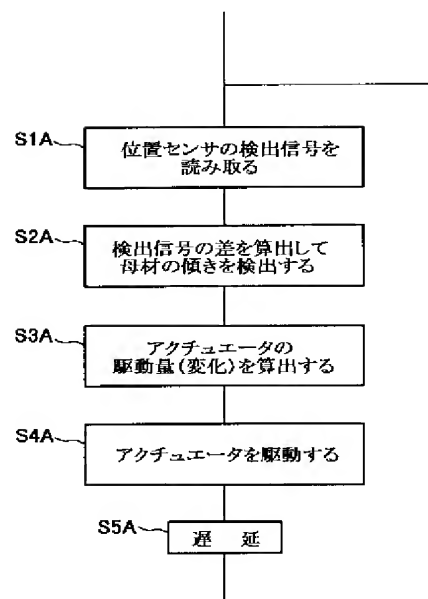 S1A
位置センサの検出信号を
読み取る
S2A
検出信号の差を算出して
母材の傾きを検出する
S3A
アクチュエータの
駆動量(変化)を算出する
S4A
アクチュエータを駆動する
S5A
遅 延